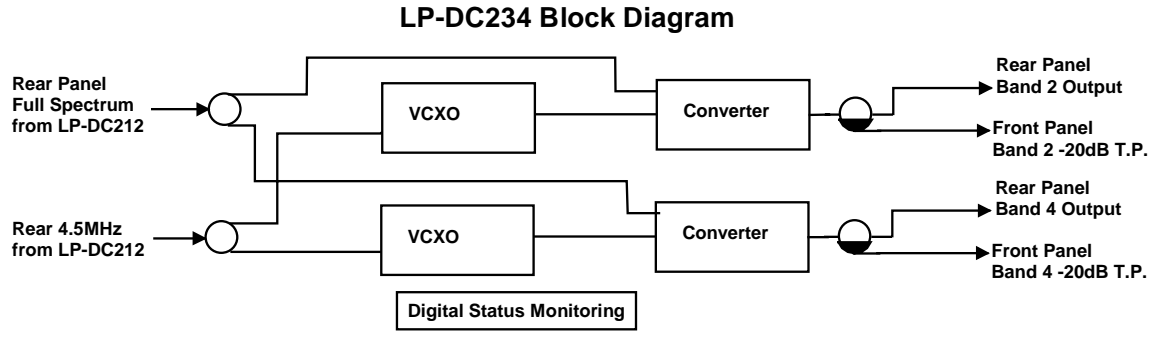 LP-DC234 Block Diagram
Rear Panel
Full Spectrum
from LP-DC212
VCXO
Converter
Rear Panel
Band 2 Output
Front Panel
Band 2 -20dB T.P.
Rear 4.5MHz
from LP-DC212
VCXO
Converter
Rear Panel
Band 4 Output
Front Panel
Band 4 -20dB T.P.
Digital Status Monitoring